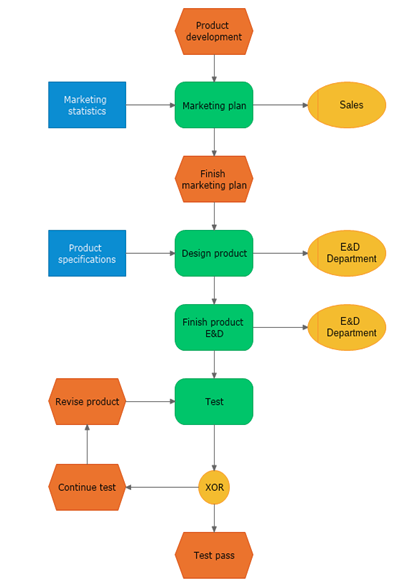 Product
development
Marketing
statistics
Marketing plan
Sales
Finish
marketing plan
Product
specifications
Design product
E&D
Department
Finish product
E&D
E&D
Department
Revise product
Test
Continue test
XOR
Test pass